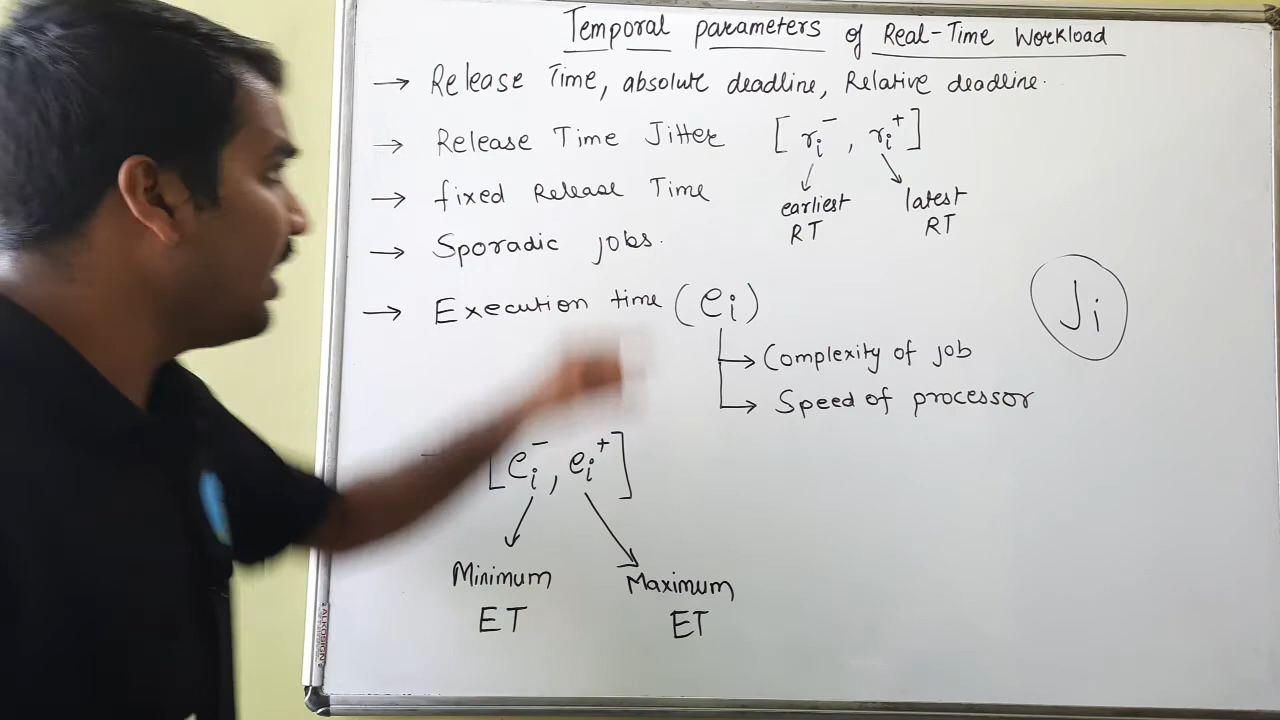 Temporal parameters of Real-Time Workload
→ Release Time, absolute deadline, Relative deadline.
→ Release Time Jitter [ri⁻, ri⁺]
earliest RT
latest RT
→ fixed Release Time
→ Sporadic jobs.
→ Execution time (ei)
→ Complexity of job
→ Speed of processor
Ji
[ei⁻, ei⁺]
Minimum ET
Maximum ET